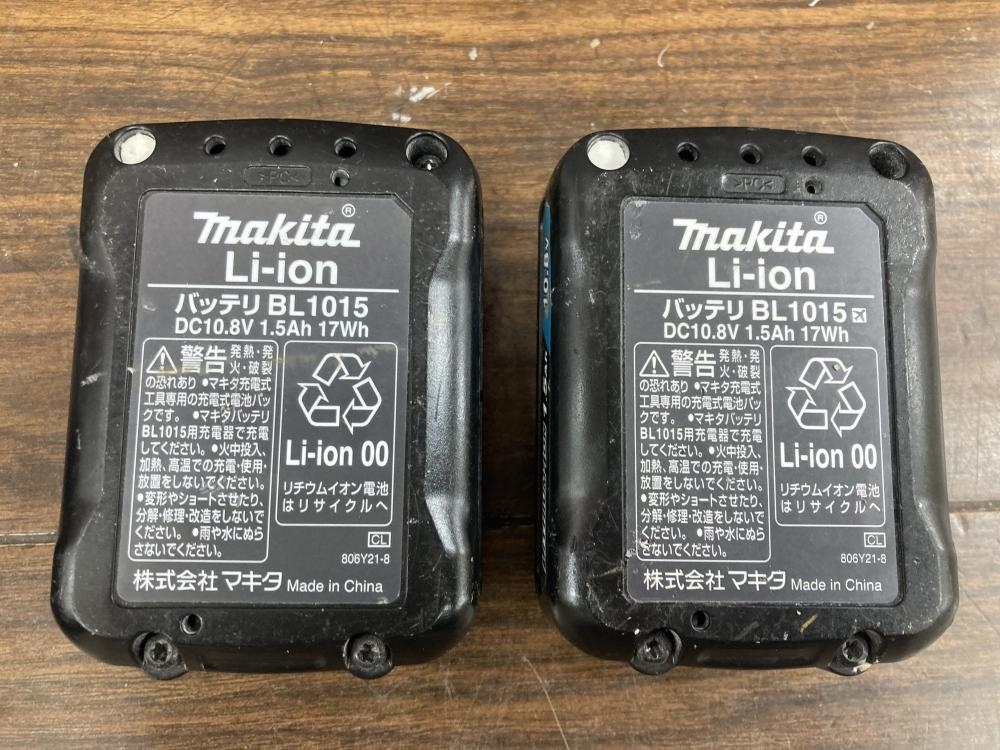 >PC<
makita®
Li-ion
バッテリ BL1015
DC10.8V 1.5Ah 17Wh
⚠警告 発熱・発
火・破裂
の恐れあり ●マキタ充電式
工具専用の充電式電池パッ
クです。 ●マキタバッテリ
BL1015用充電器で充電
してください。●火中投入、
加熱、高温での充電・使用・
放置をしないでください。
●変形やショートさせたり、
分解・修理・改造をしないで
ください。 ●雨や水にぬら
さないでください。
Li-ion 00
リチウムイオン電池
はリサイクルへ
CL
806Y21-8
株式会社マキタ Made in China
>PC<
makita®
Li-ion
バッテリ BL1015
DC10.8V 1.5Ah 17Wh
⚠警告 発熱・発
火・破裂
の恐れあり ●マキタ充電式
工具専用の充電式電池パッ
クです。 ●マキタバッテリ
BL1015用充電器で充電
してください。●火中投入、
加熱、高温での充電・使用・
放置をしないでください。
●変形やショートさせたり、
分解・修理・改造をしないで
ください。 ●雨や水にぬら
さないでください。
Li-ion 00
リチウムイオン電池
はリサイクルへ
CL
806Y21-8
株式会社マキタ Made in China
10.8V